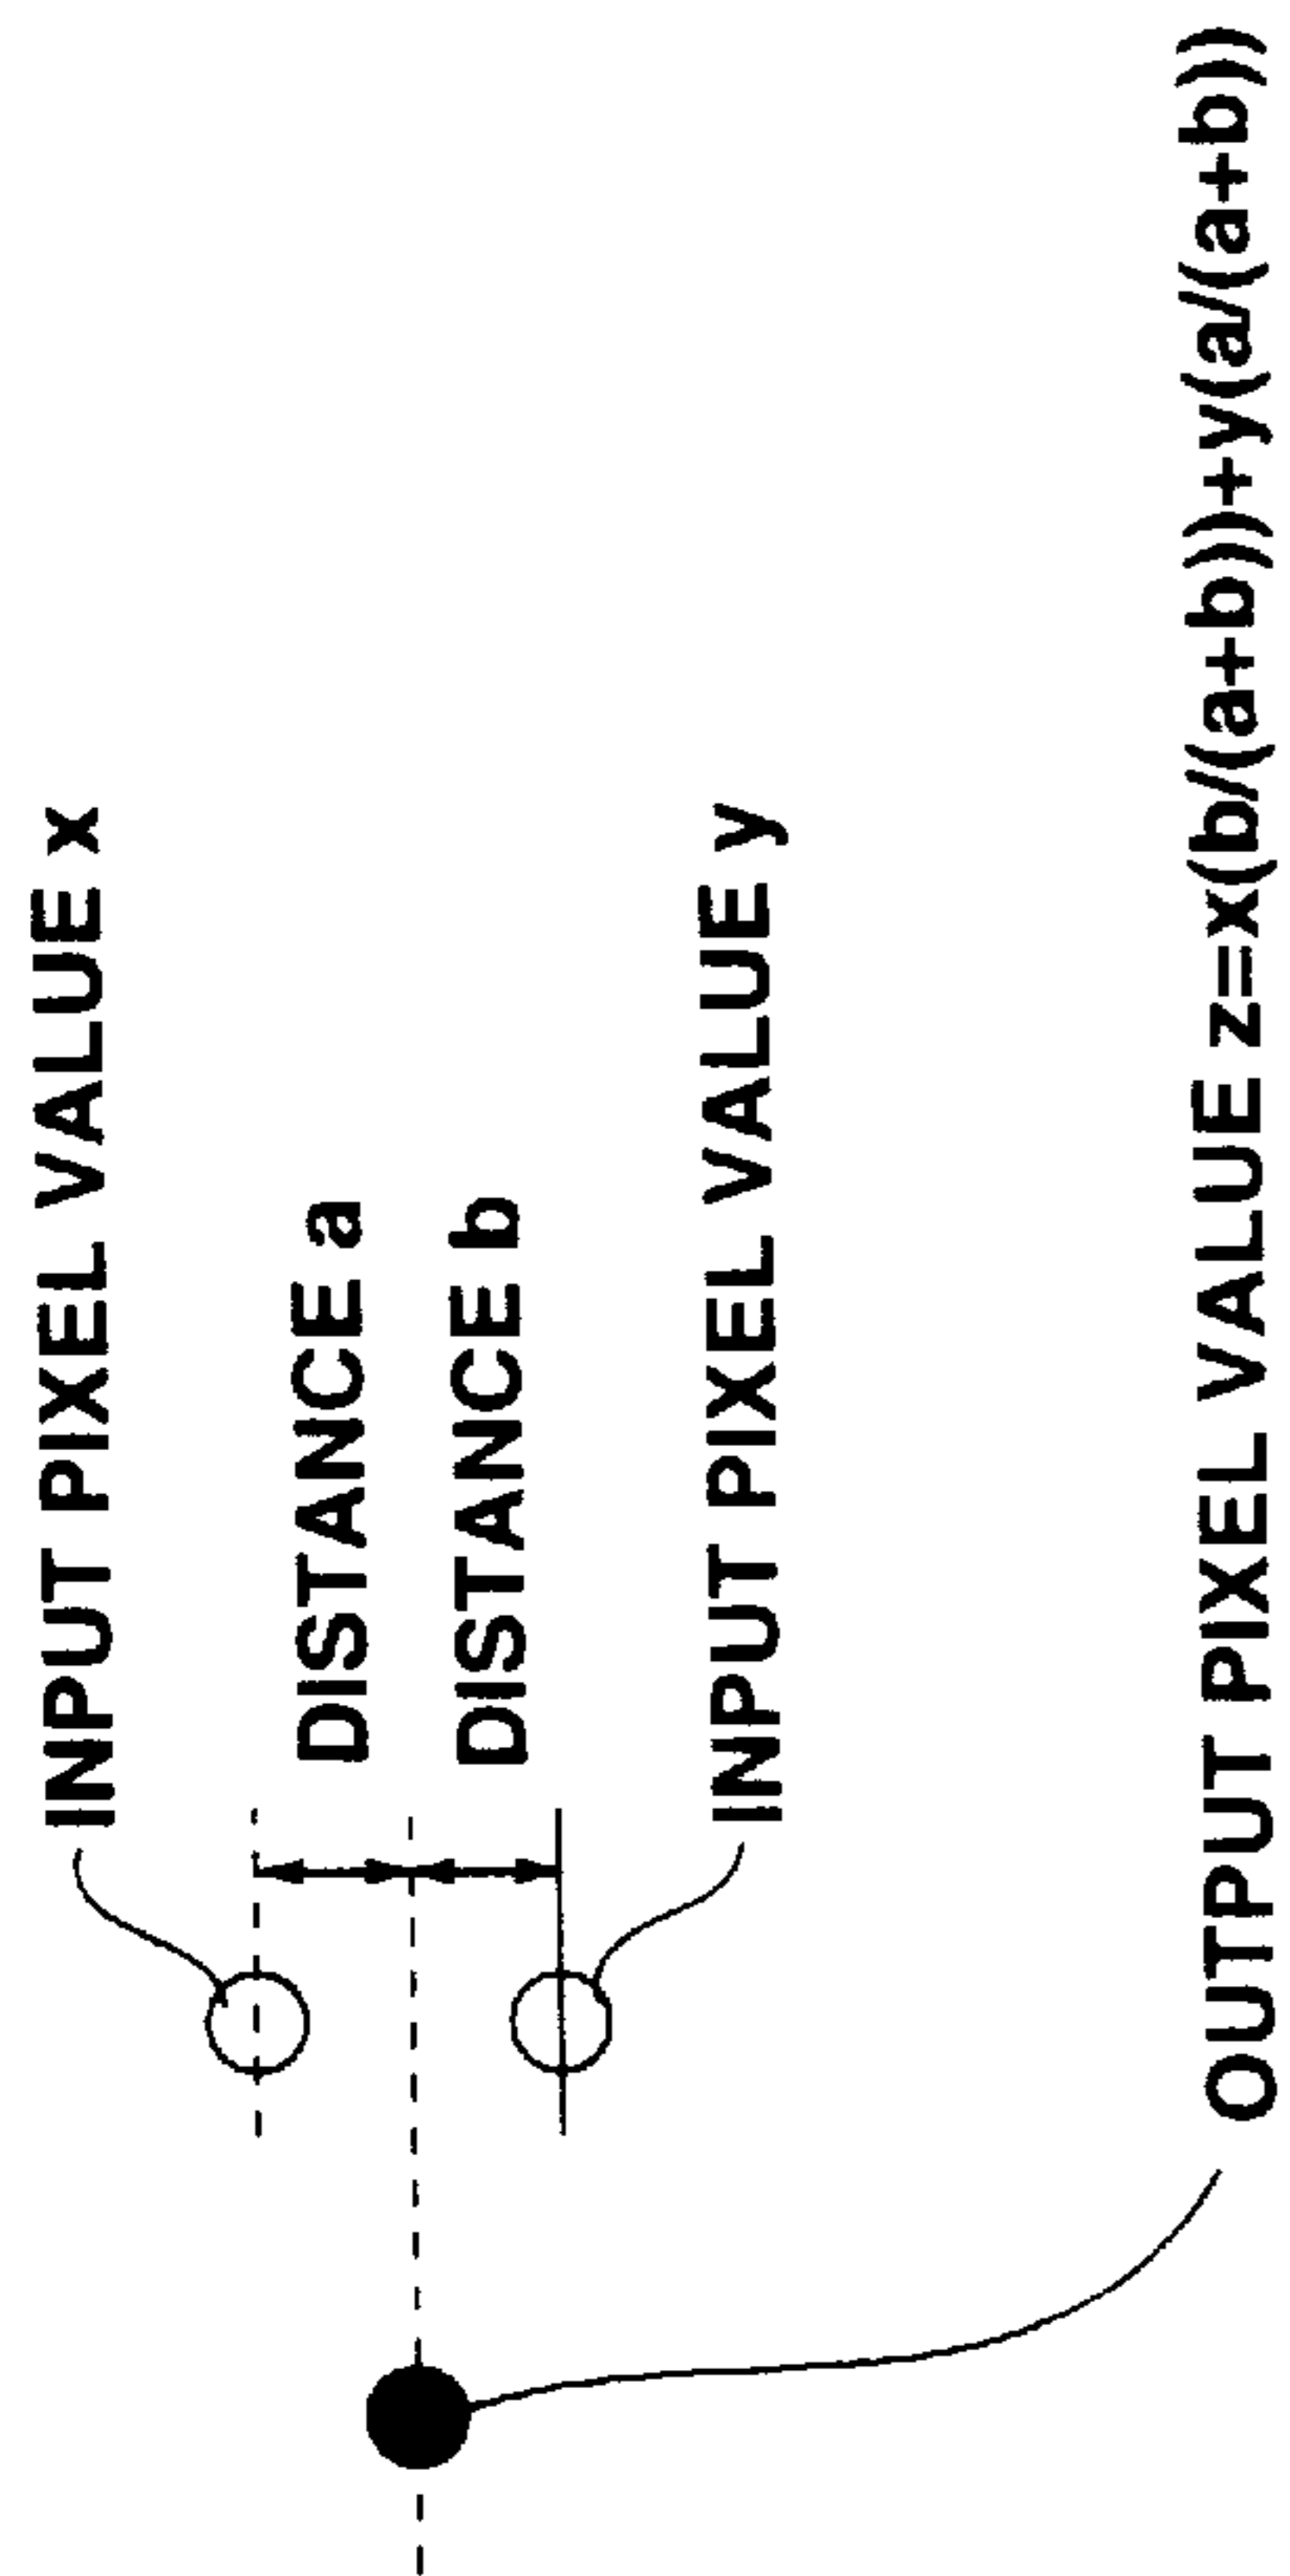 INPUT PIXEL VALUE x
DISTANCE a
DISTANCE b
INPUT PIXEL VALUE y
OUTPUT PIXEL VALUE z=x(b/(a+b))+y(a/(a+b))